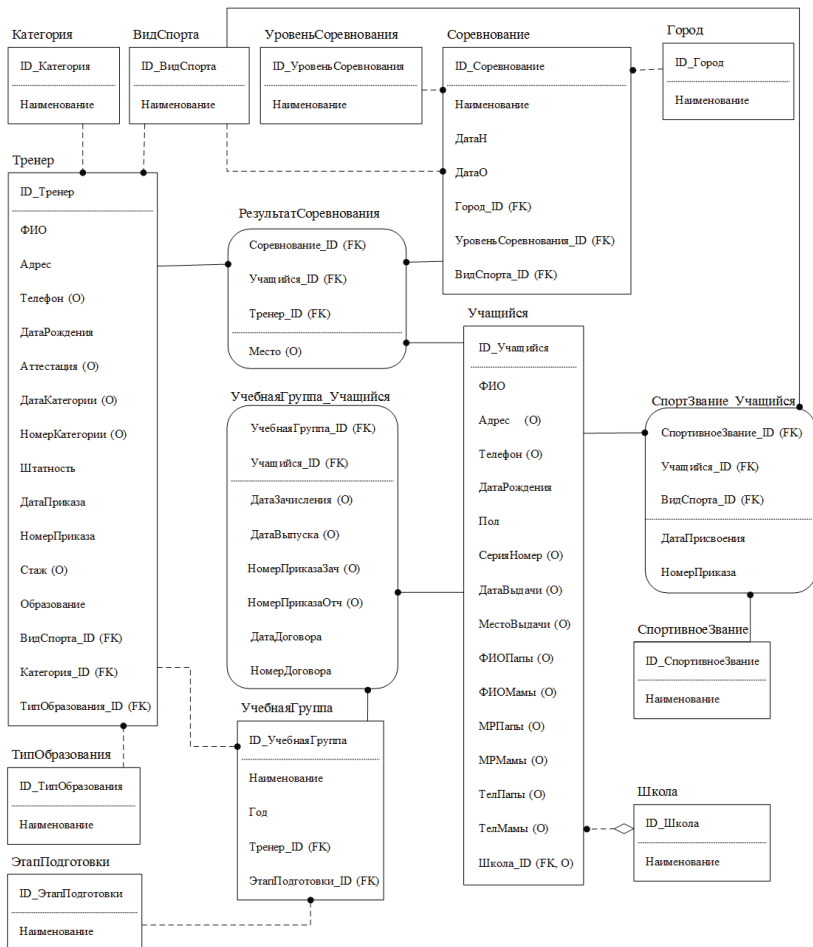 Категория
ID_Категория
Наименование
ВидСпорта
ID_ВидСпорта
Наименование
УровеньСоревнования
ID_УровеньСоревнования
Наименование
Соревнование
ID_Соревнование
Наименование
ДатаН
ДатаО
Город_ID (FK)
УровеньСоревнования_ID (FK)
ВидСпорта_ID (FK)
Город
ID_Город
Наименование
Тренер
ID_Тренер
ФИО
Адрес
Телефон (O)
ДатаРождения
Аттестация (O)
ДатаКатегории (O)
НомерКатегории (O)
Штатность
ДатаПриказа
НомерПриказа
Стаж (O)
Образование
ВидСпорта_ID (FK)
Категория_ID (FK)
ТипОбразования_ID (FK)
РезультатСоревнования
Соревнование_ID (FK)
Учащийся_ID (FK)
Тренер_ID (FK)
Место (O)
УчебнаяГруппа_Учащийся
УчебнаяГруппа_ID (FK)
Учащийся_ID (FK)
ДатаЗачисления (O)
ДатаВыпуска (O)
НомерПриказаЗач (O)
НомерПриказаОтч (O)
ДатаДоговора
НомерДоговора
Учащийся
ID_Учащийся
ФИО
Адрес (O)
Телефон (O)
ДатаРождения
Пол
СерияНомер (O)
ДатаВыдачи (O)
МестоВыдачи (O)
ФИОПапы (O)
ФИОМамы (O)
МРПапы (O)
МРМамы (O)
ТелПапы (O)
ТелМамы (O)
Школа_ID (FK, O)
СпортЗвание_Учащийся
СпортивноеЗвание_ID (FK)
Учащийся_ID (FK)
ВидСпорта_ID (FK)
ДатаПрисвоения
НомерПриказа
СпортивноеЗвание
ID_СпортивноеЗвание
Наименование
УчебнаяГруппа
ID_УчебнаяГруппа
Наименование
Год
Тренер_ID (FK)
ЭтапПодготовки_ID (FK)
ТипОбразования
ID_ТипОбразования
Наименование
Школа
ID_Школа
Наименование
ЭтапПодготовки
ID_ЭтапПодготовки
Наименование